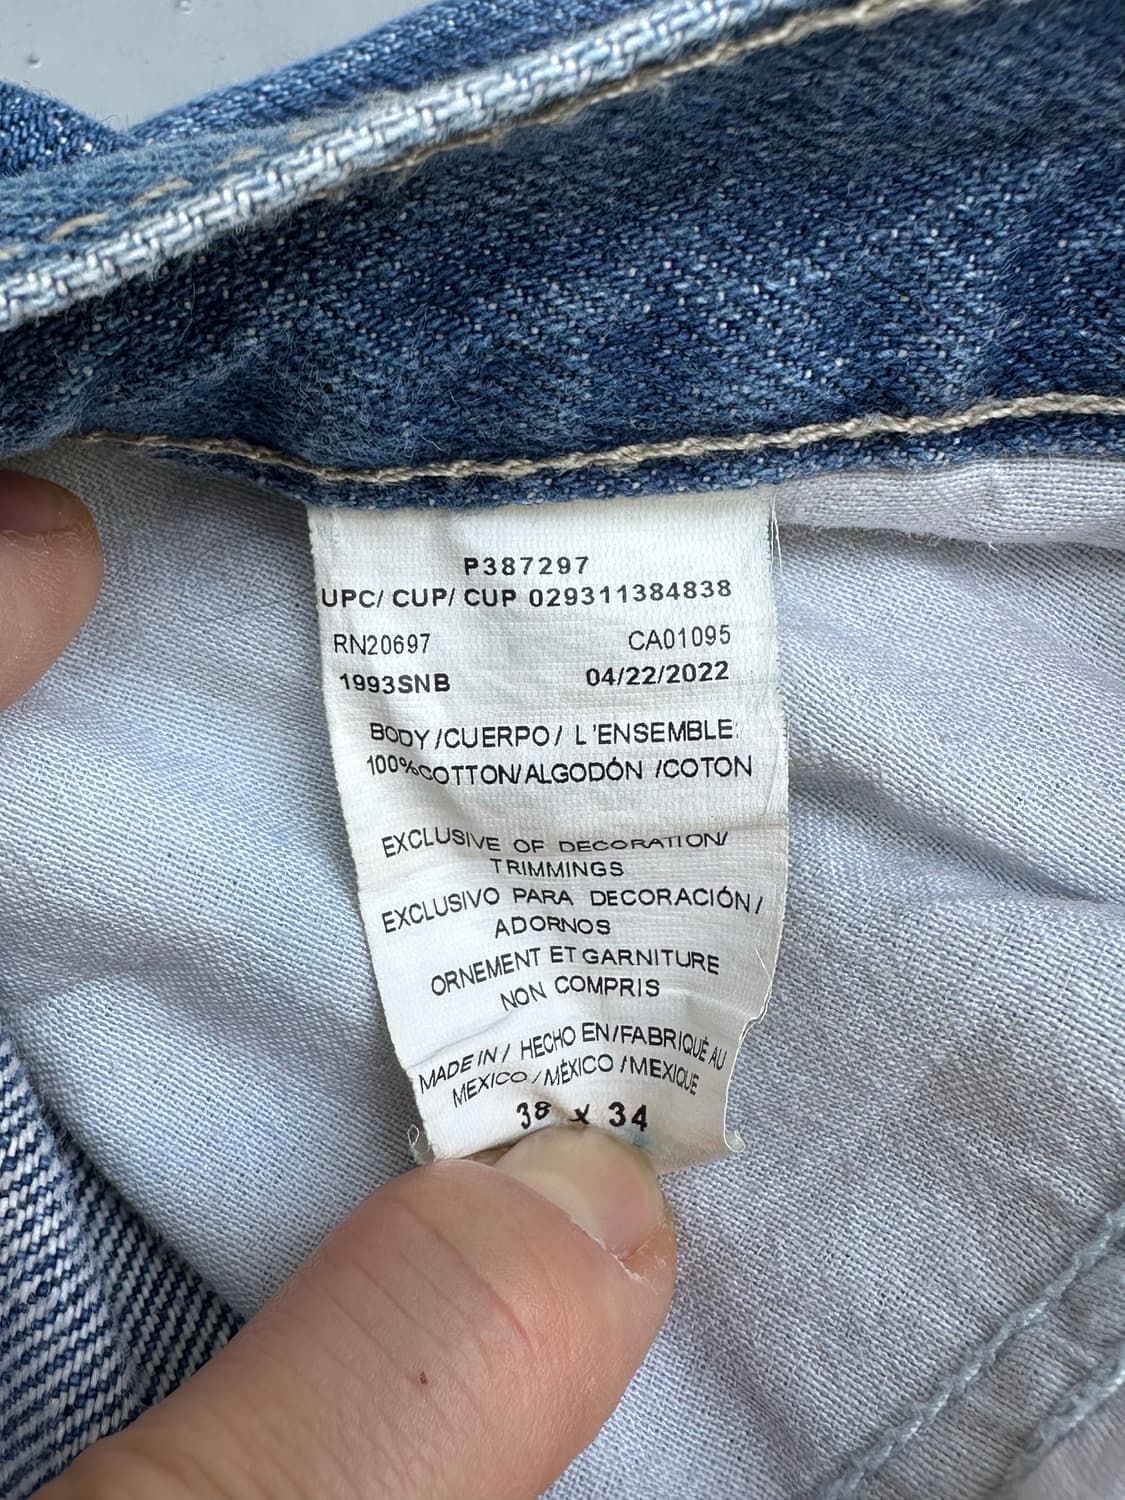 P387297
UPC/ CUP/ CUP 029311384838
RN20697 CA01095
1993SNB 04/22/2022
BODY/CUERPO/ L'ENSEMBLE:
100%COTTON/ALGODÓN /COTON
EXCLUSIVE OF DECORATION/
TRIMMINGS
EXCLUSIVO PARA DECORACIÓN/
ADORNOS
ORNEMENT ET GARNITURE
NON COMPRIS
MADE IN/ HECHO EN/FABRIQUÉ AU
MEXICO/MÉXICO/MEXIQUE
38 x 34